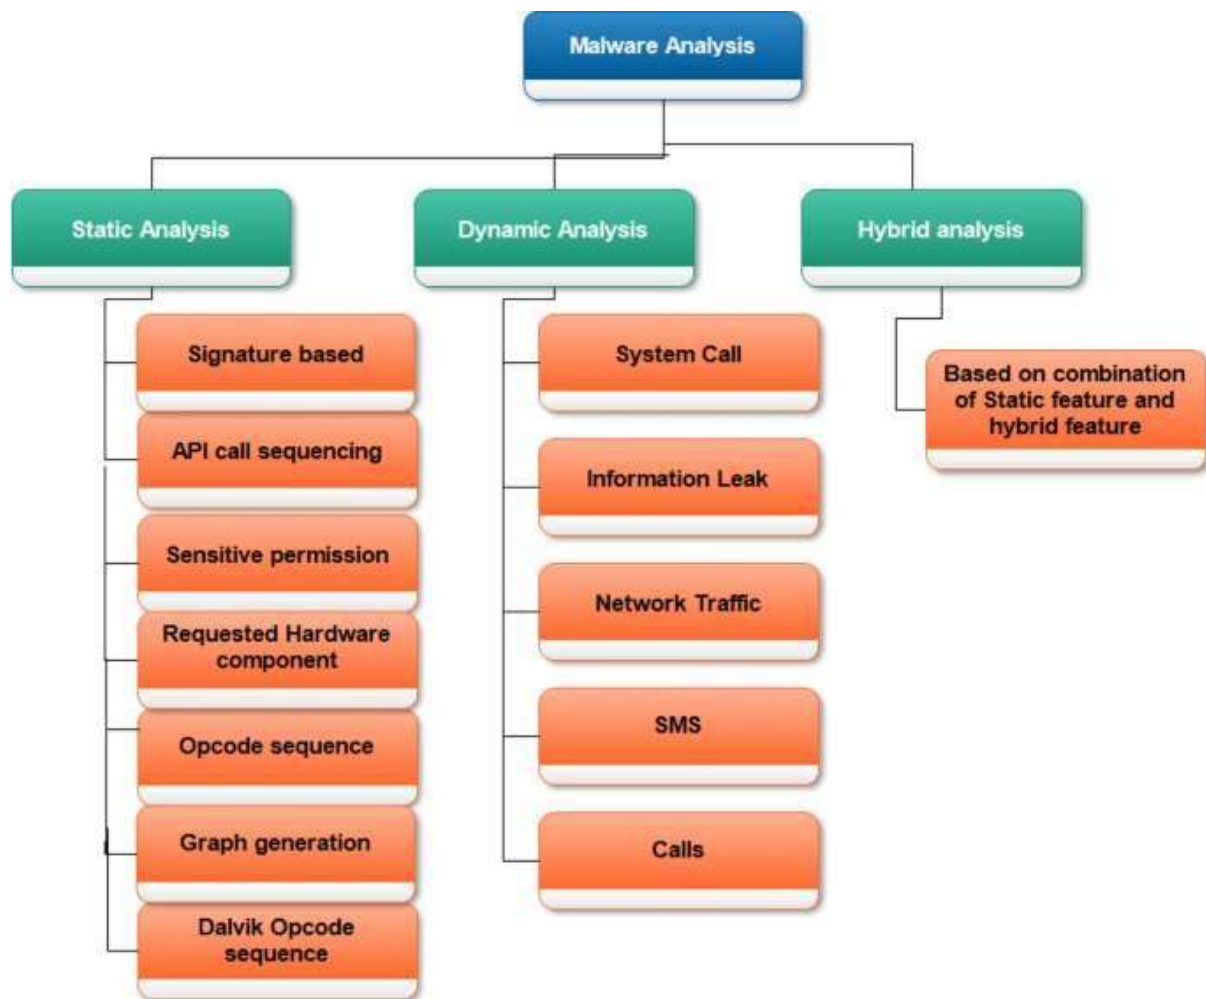 Malware Analysis
Static Analysis
Dynamic Analysis
Hybrid analysis
Signature based
API call sequencing
Sensitive permission
Requested Hardware
component
Opcode sequence
Graph generation
Dalvik Opcode
sequence
System Call
Information Leak
Network Traffic
SMS
Calls
Based on combination
of Static feature and
hybrid feature